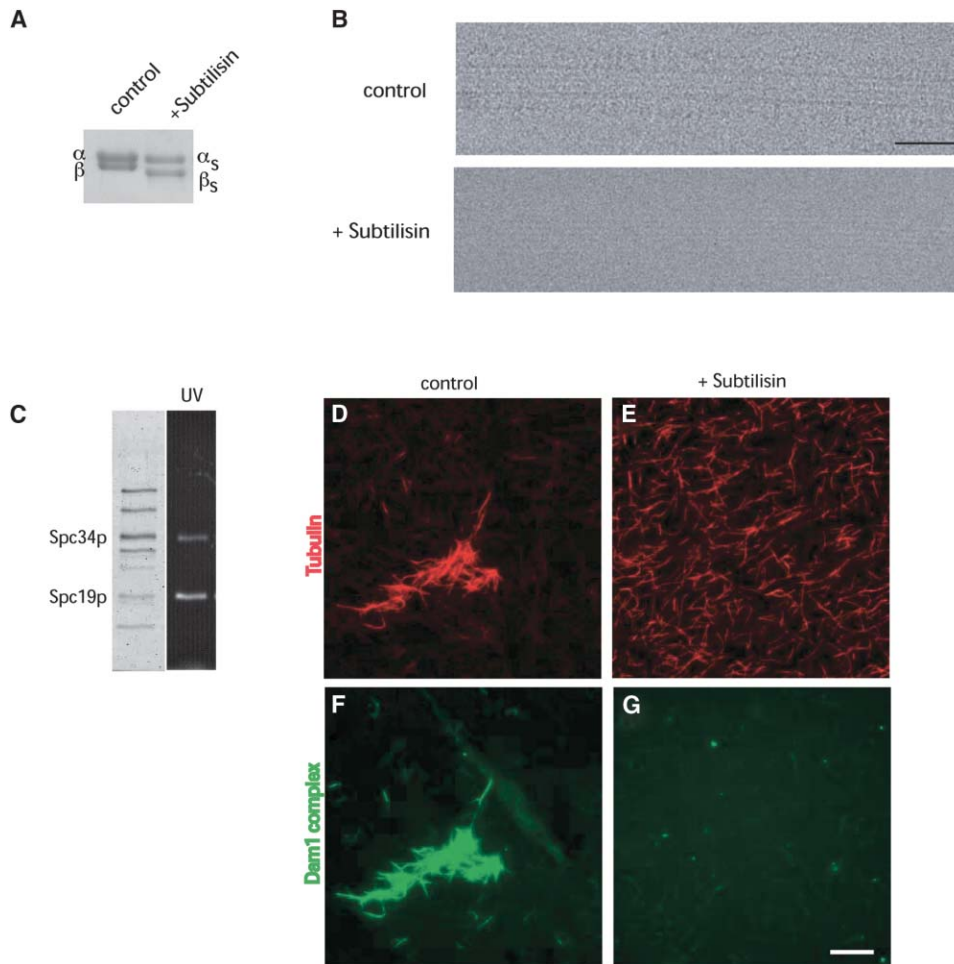 A
control
+Subtilisin
α
β
αs
βs
B
control
+ Subtilisin
C
UV
Spc34p
Spc19p
control
+ Subtilisin
D
E
Tubulin
F
G
Dam1 complex